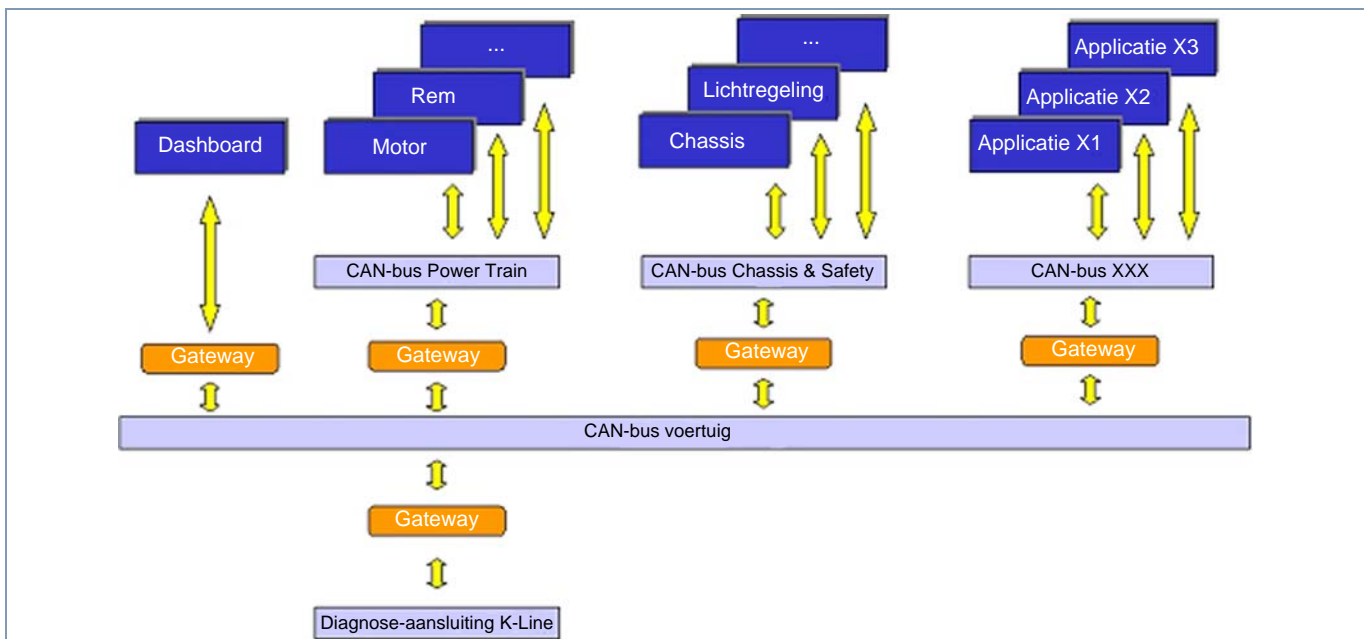 ...
...
Applicatie X3
Rem
Lichtregeling
Applicatie X2
Dashboard
Motor
Chassis
Applicatie X1
CAN-bus Power Train
CAN-bus Chassis & Safety
CAN-bus XXX
Gateway
Gateway
Gateway
Gateway
CAN-bus voertuig
Gateway
Diagnose-aansluiting K-Line